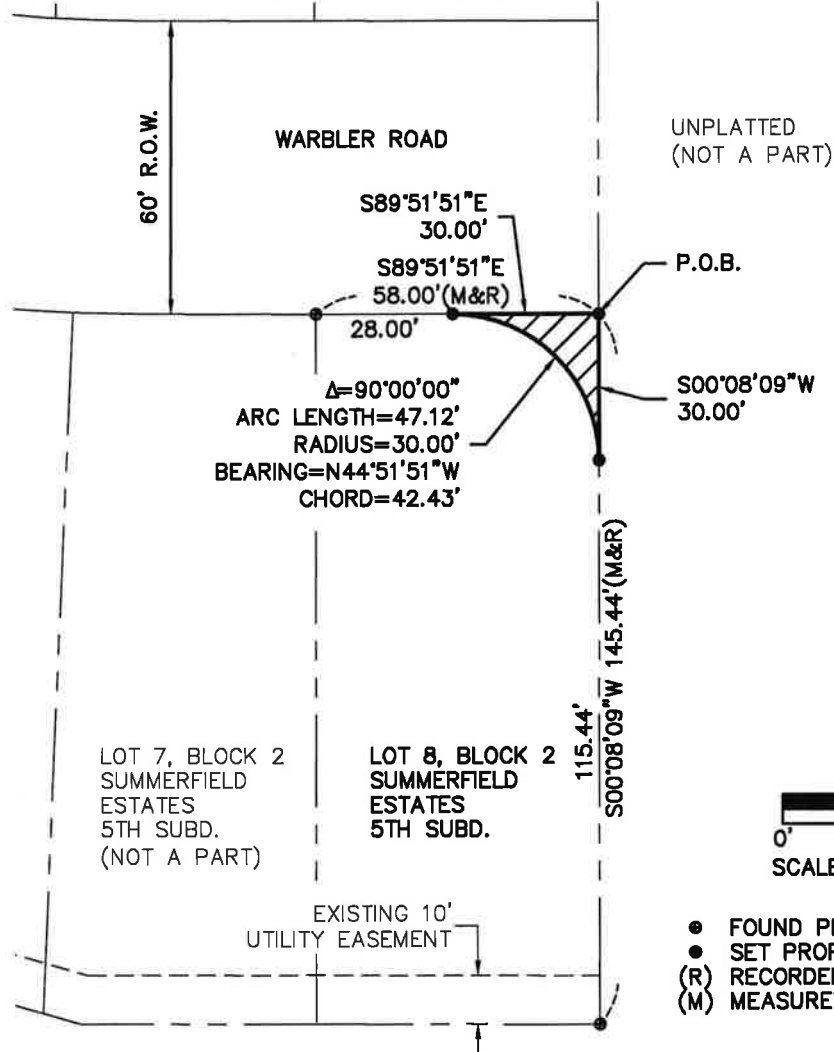 60' R.O.W.
WARBLER ROAD
UNPLATTED
(NOT A PART)
S89°51'51"E
30.00'
S89°51'51"E
58.00'(M&R)
28.00'
P.O.B.
S00°08'09"W
30.00'
Δ=90°00'00"
ARC LENGTH=47.12'
RADIUS=30.00'
BEARING=N44°51'51"W
CHORD=42.43'
115.44'
S00°08'09"W 145.44'(M&R)
LOT 7, BLOCK 2
SUMMERFIELD
ESTATES
5TH SUBD.
(NOT A PART)
LOT 8, BLOCK 2
SUMMERFIELD
ESTATES
5TH SUBD.
EXISTING 10'
UTILITY EASEMENT
0'
SCALE
FOUND
SET
(R)
(M)